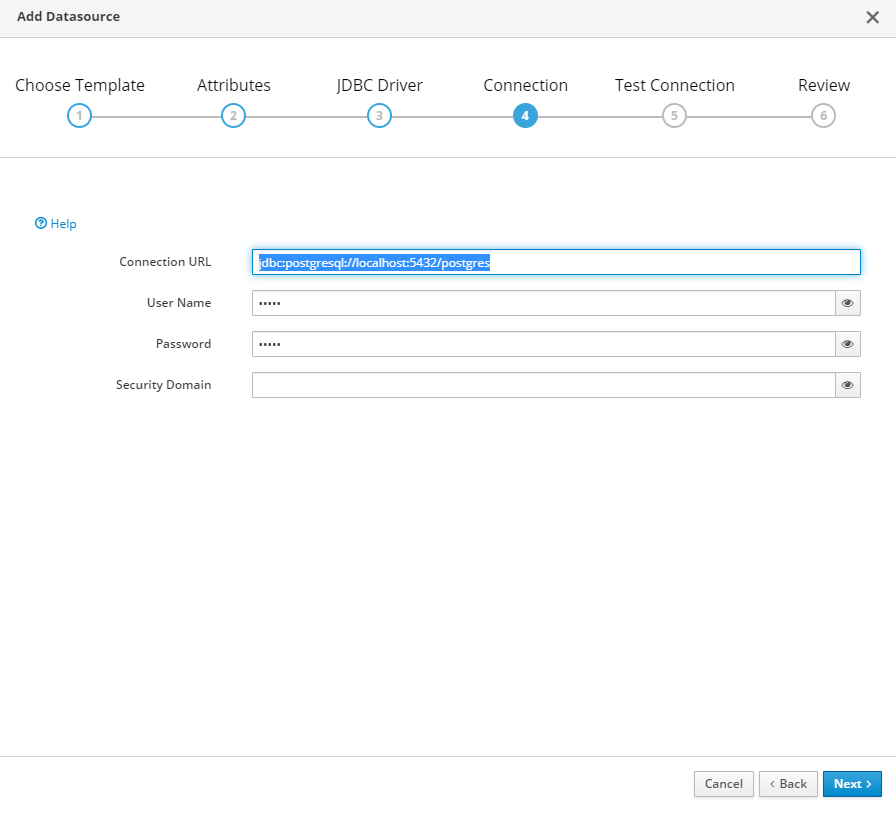 Add Datasource
Choose Template Attributes JDBC Driver Connection Test Connection Review
1 2 3 4 5 6
Help
Connection URL jdbc:postgresql://localhost:5432/postgres
User Name •••••
Password •••••
Security Domain
Cancel < Back Next >